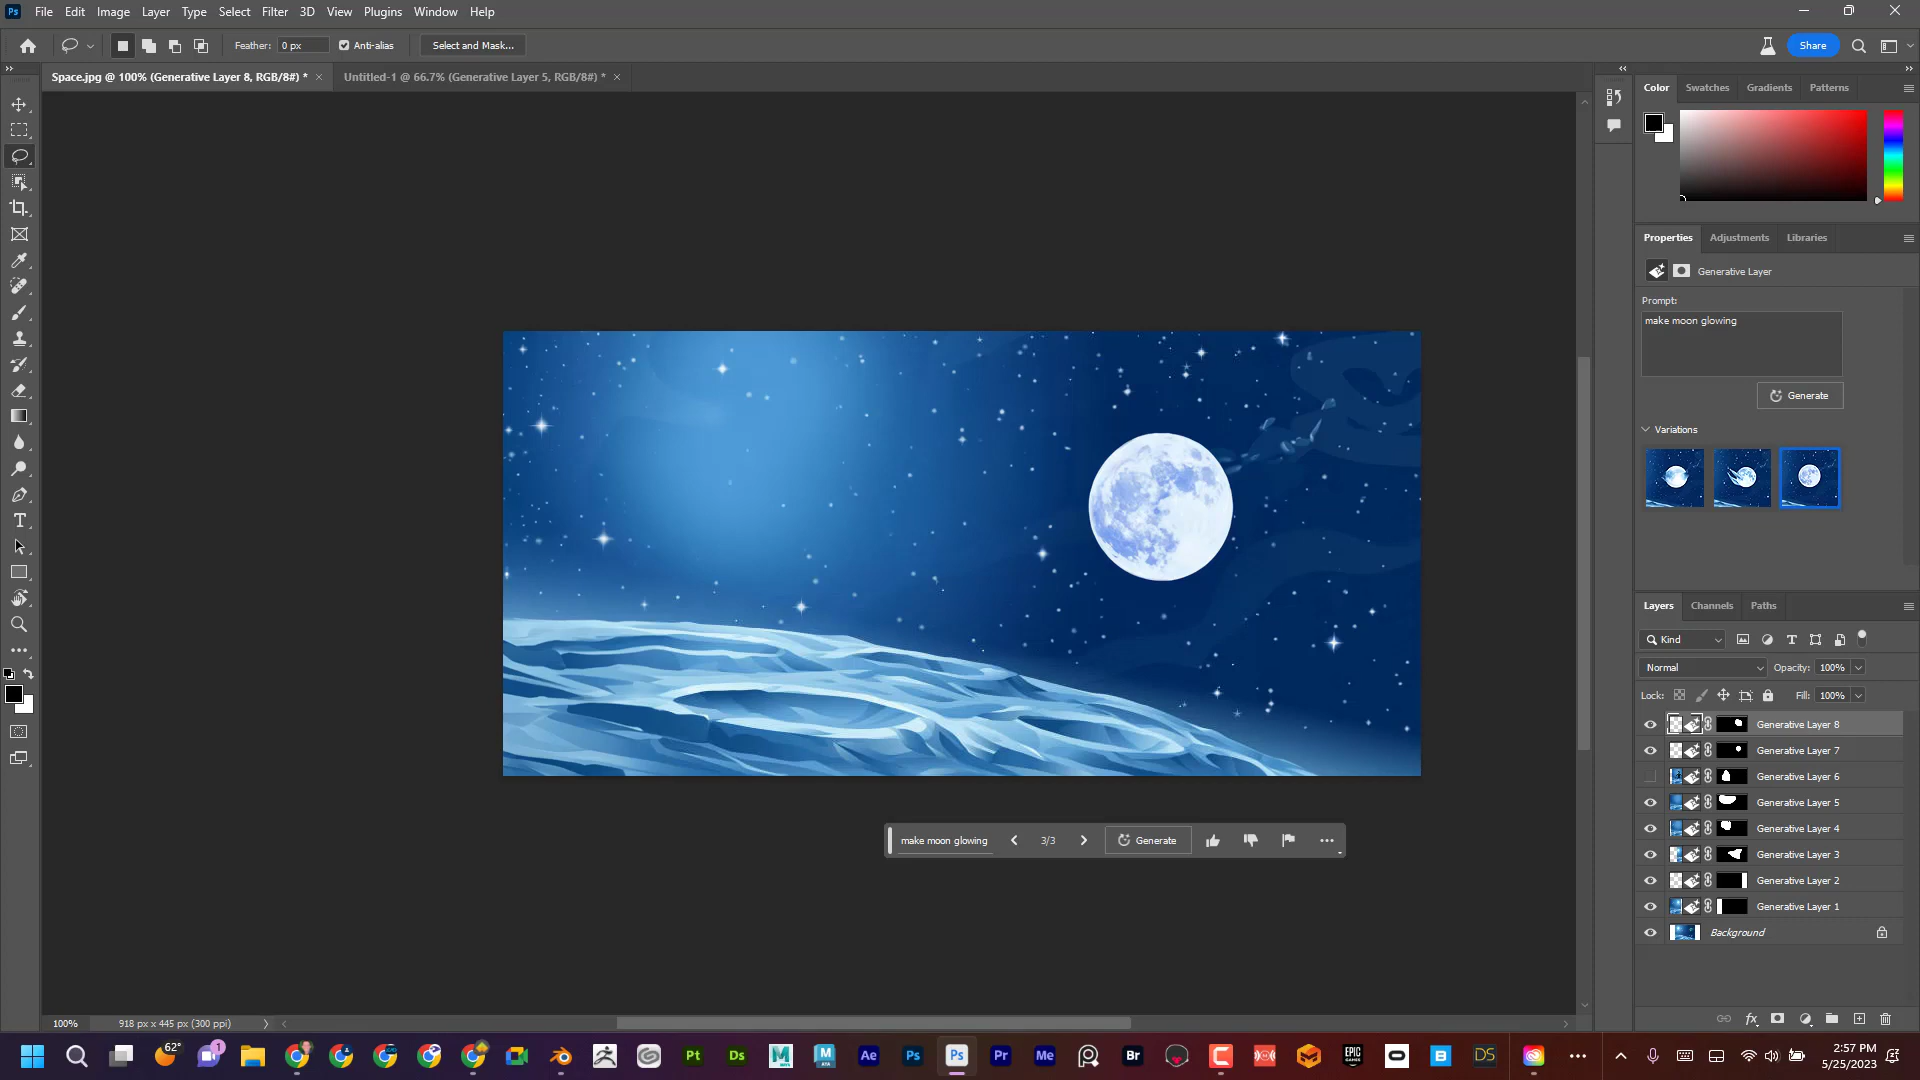 Ps File Edit Image Layer Type Select Filter 3D View Plugins Window Help
Feather: 0 px Anti-alias Select and Mask... Share
Space.jpg @ 100% (Generative Layer 8, RGB/8#) * × Untitled-1 @ 66.7% (Generative Layer 5, RGB/8#) * ×
Color Swatches Gradients Patterns
Properties Adjustments Libraries
Generative Layer
Prompt:
make moon glowing
Generate
Variations
Layers Channels Paths
Kind
Normal Opacity: 100%
Lock: Fill: 100%
Generative Layer 8
Generative Layer 7
Generative Layer 6
Generative Layer 5
Generative Layer 4
Generative Layer 3
Generative Layer 2
Generative Layer 1
Background
make moon glowing 3/3 Generate
100% 918 px x 445 px (300 ppi)
62° 1 Pt Ds M M Ae Ps Ps Pr Me Br C EPIC GAMES B DS
2:57 PM
5/25/2023